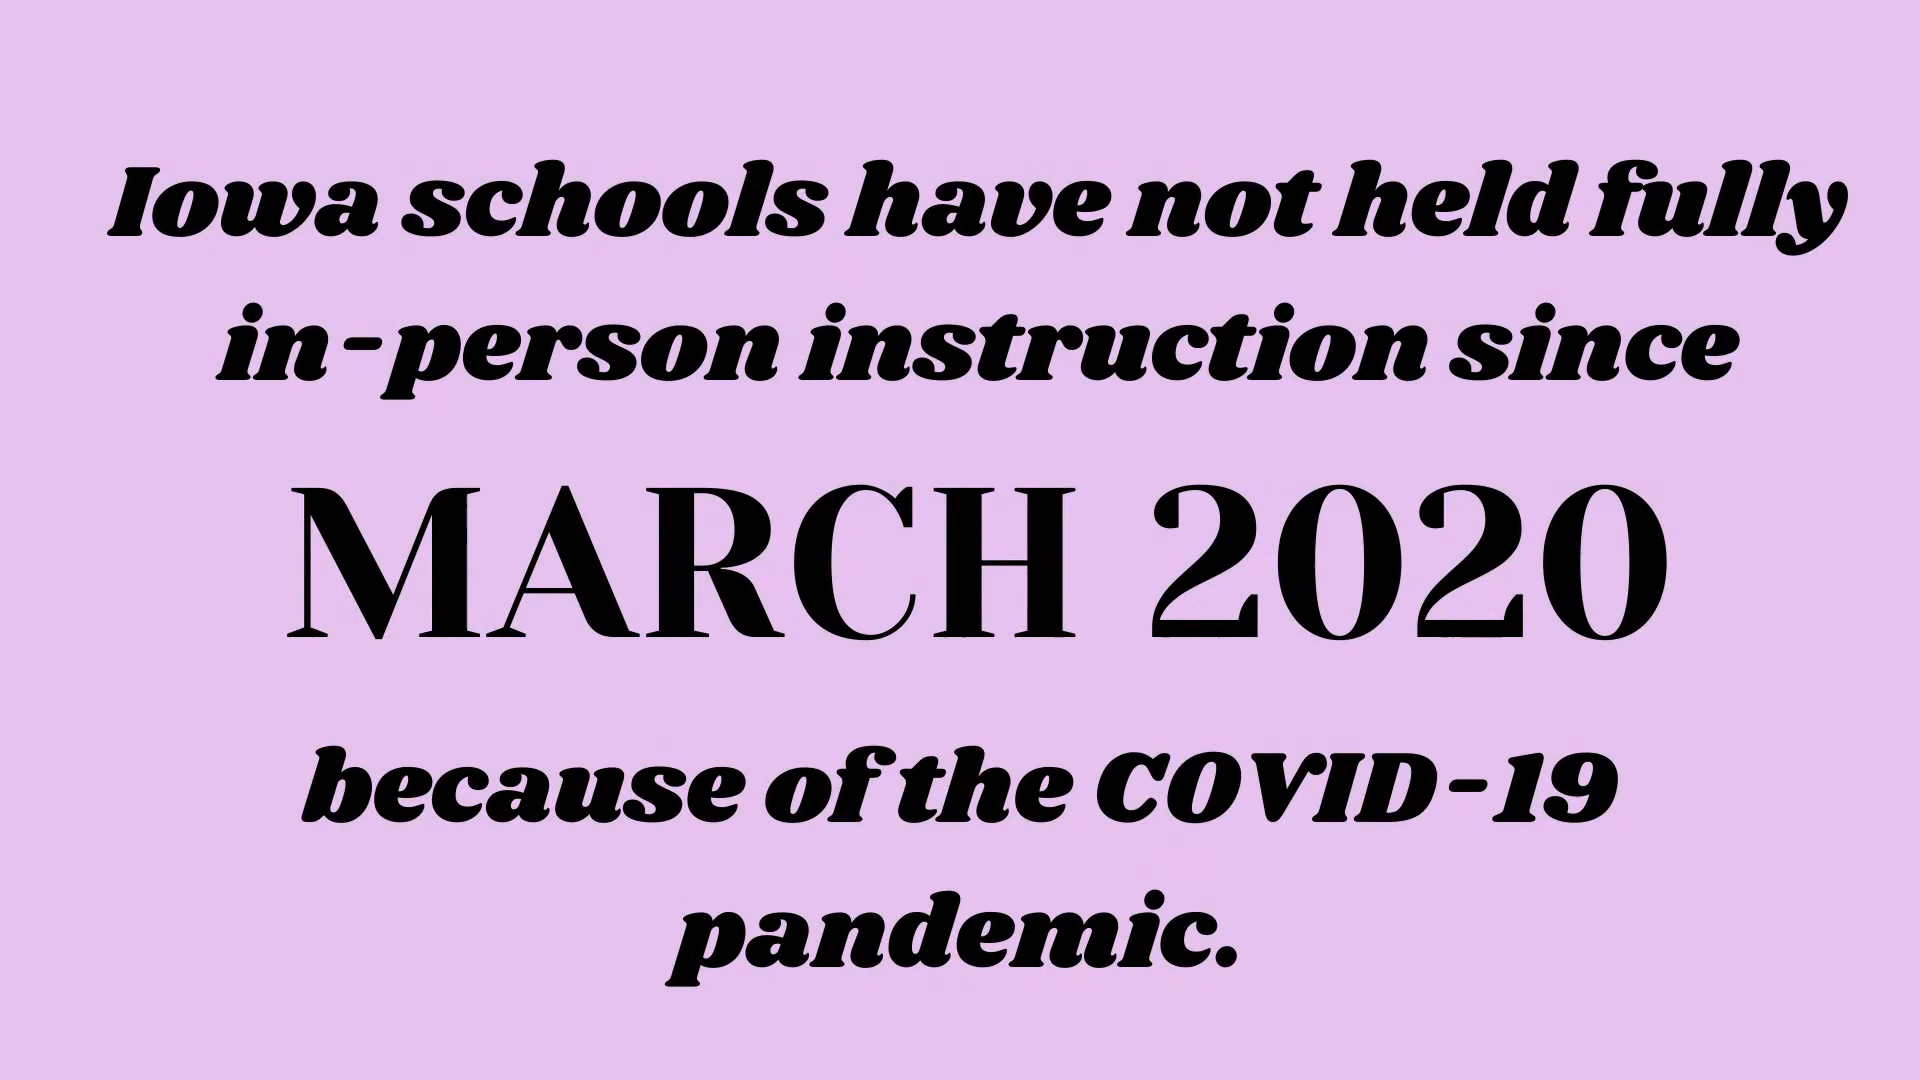 Iowa schools have not held fully
in-person instruction since
MARCH 2020
because of the COVID-19
pandemic.